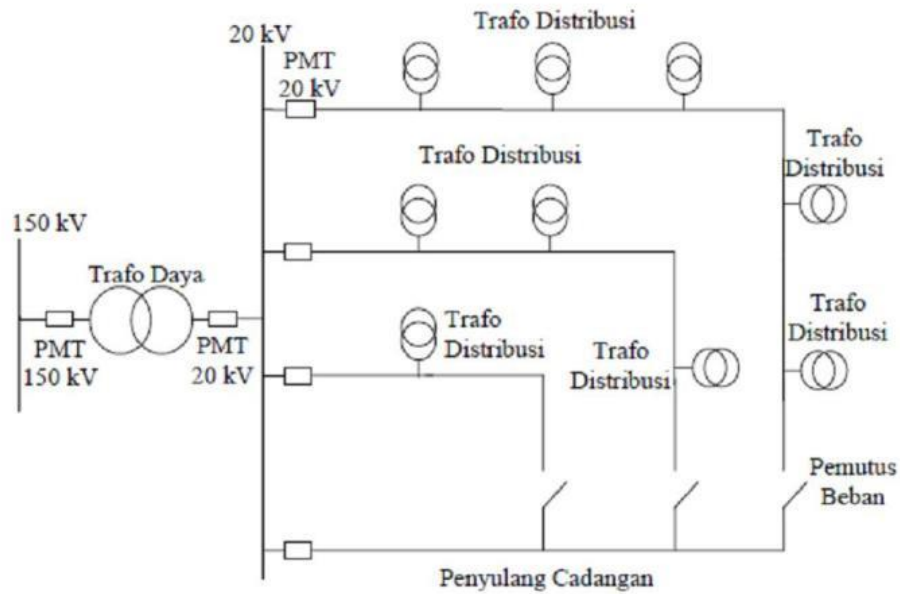 20 kV
PMT
20 kV
Trafo Distribusi
Trafo
Distribusi
Trafo Distribusi
150 kV
Trafo Daya
PMT
150 kV
PMT
20 kV
Trafo
Distribusi
Trafo
Distribusi
Trafo
Distribusi
Pemutus
Beban
Penyulang Cadangan